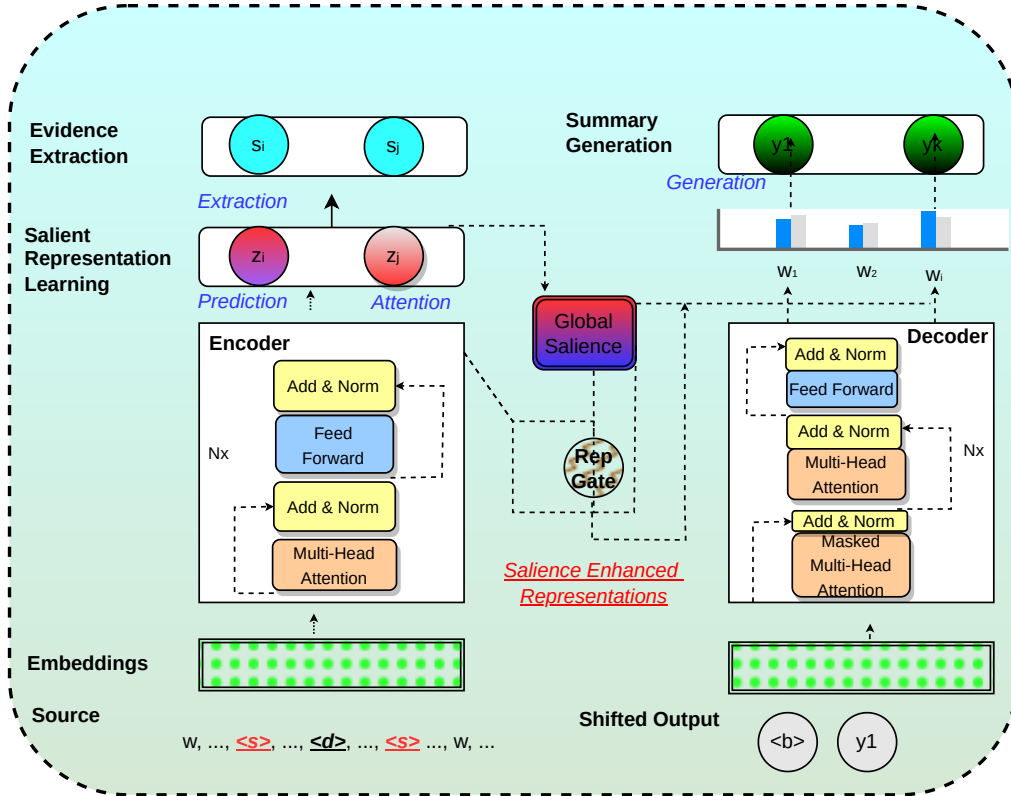 Evidence
Extraction
si
sj
Summary
Generation
y1
yk
Extraction
Generation
Salient
Representation
Learning
zi
zj
Prediction
Attention
w1
w2
wi
Global
Salience
Encoder
Add & Norm
Feed
Forward
Nx
Add & Norm
Multi-Head
Attention
Rep
Gate
Decoder
Add & Norm
Feed Forward
Add & Norm
Nx
Multi-Head
Attention
Add & Norm
Masked
Multi-Head
Attention
Salience Enhanced
Representations
Embeddings
Source
w, ..., <s>, ..., <d>, ..., <s> ..., w, ...
Shifted Output
<b>
y1